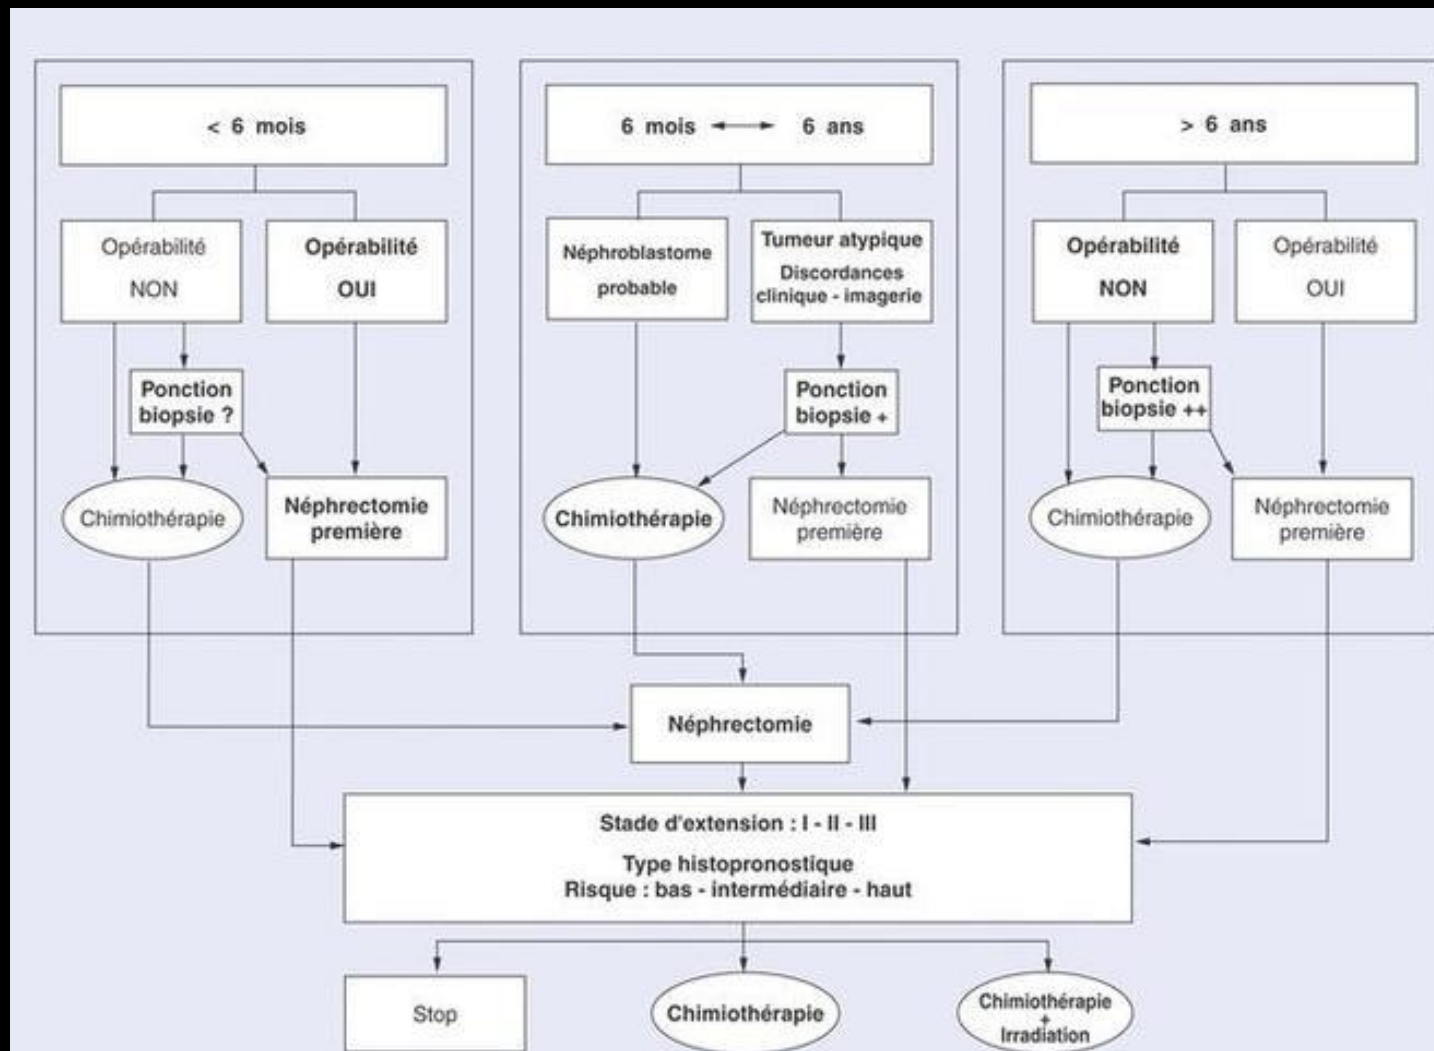 < 6 mois
6 mois 6 ans
> 6 ans
Opérabilité
NON
Opérabilité
OUI
Néphroblastome
probable
Tumeur atypique
Discordances
clinique - imagerie
Opérabilité
NON
Opérabilité
OUI
Ponction
biopsie ?
Ponction
biopsie +
Ponction
biopsie ++
Chimiothérapie
Néphrectomie
première
Chimiothérapie
Néphrectomie
première
Chimiothérapie
Néphrectomie
première
Néphrectomie
Stade d'extension : I - II - III
Type histopronostique
Risque : bas - intermédiaire - haut
Stop
Chimiothérapie
Chimiothérapie
+
Irradiation